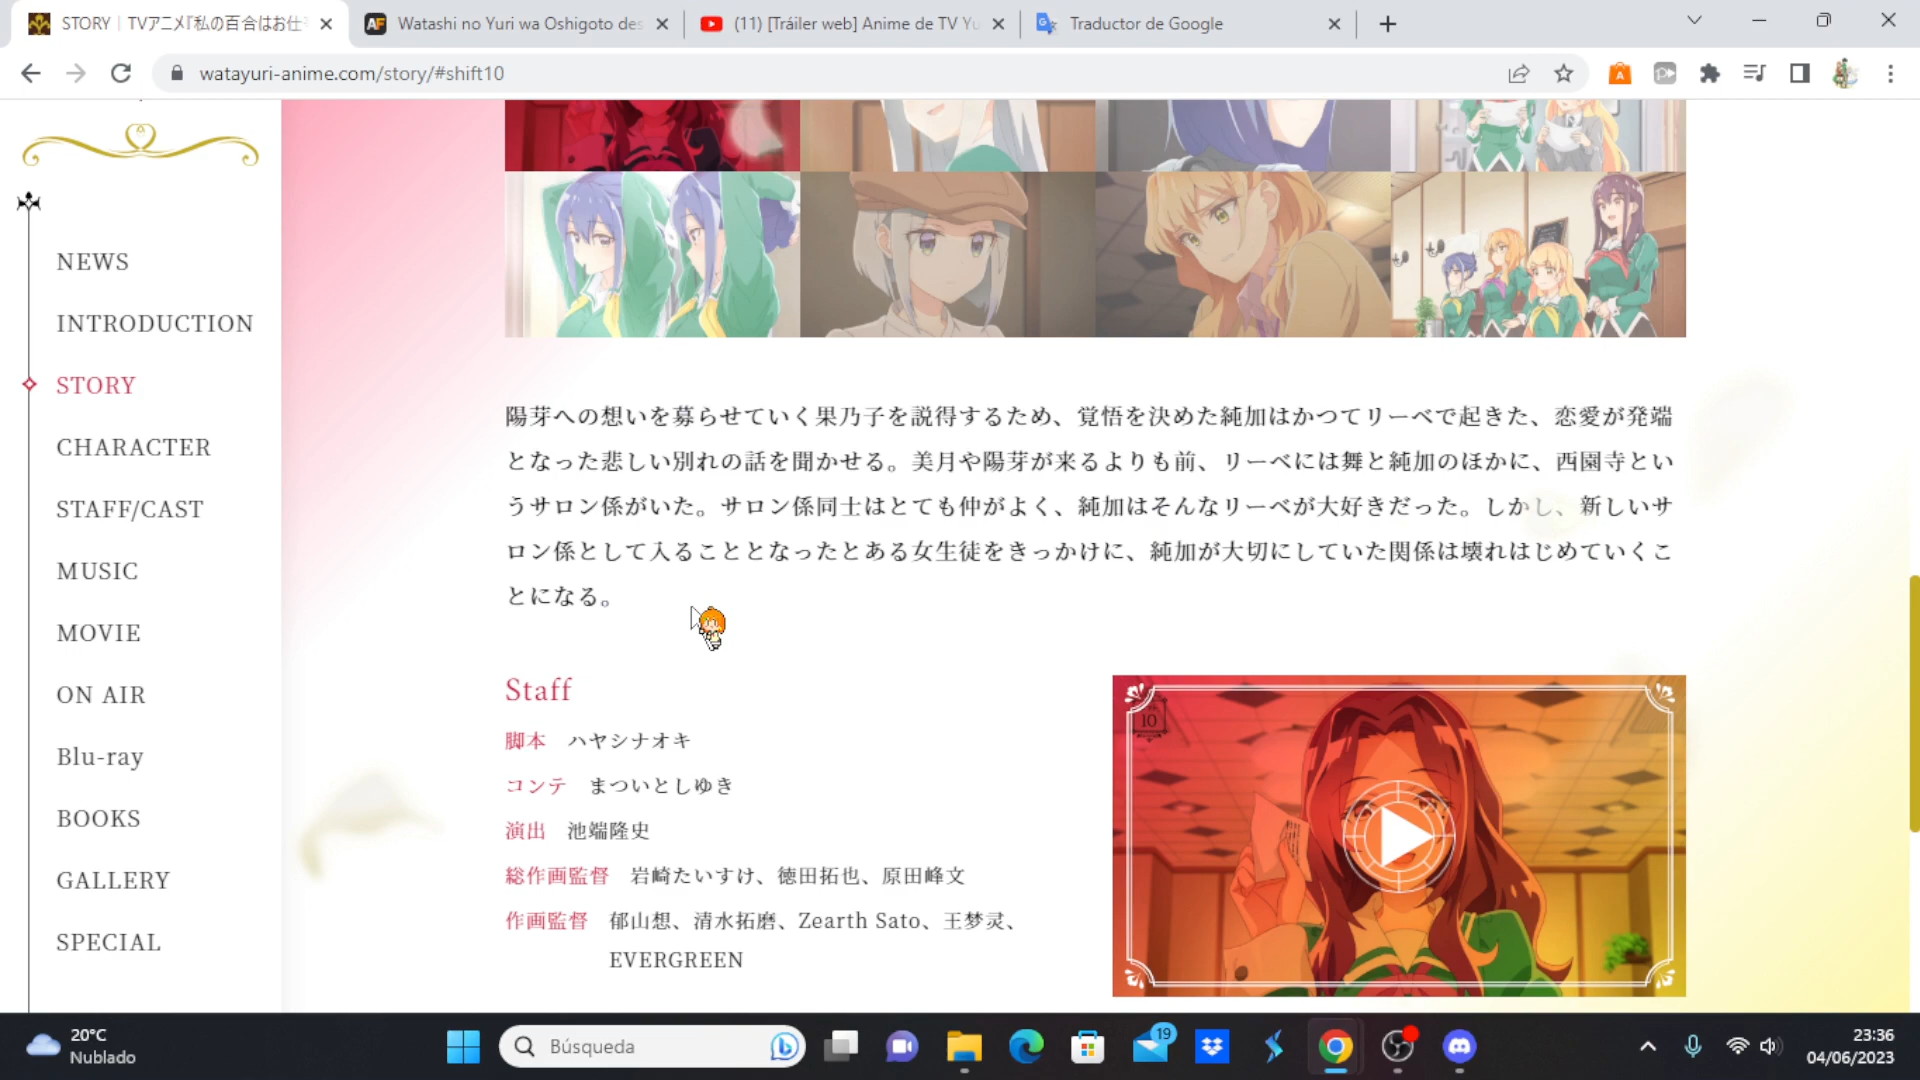 STORY｜TVアニメ『私の百合はお仕
Watashi no Yuri wa Oshigoto des
(11) [Tráiler web] Anime de TV Yu
Traductor de Google
watayuri-anime.com/story/#shift10
NEWS
INTRODUCTION
STORY
CHARACTER
STAFF/CAST
MUSIC
MOVIE
ON AIR
Blu-ray
BOOKS
GALLERY
SPECIAL
陽芽への想いを募らせていく果乃子を説得するため、覚悟を決めた純加はかつてリーベで起きた、恋愛が発端
となった悲しい別れの話を聞かせる。美月や陽芽が来るよりも前、リーベには舞と純加のほかに、西園寺とい
うサロン係がいた。サロン係同士はとても仲がよく、純加はそんなリーベが大好きだった。しかし、新しいサ
ロン係として入ることとなったとある女生徒をきっかけに、純加が大切にしていた関係は壊れはじめていくこ
とになる。
Staff
脚本 ハヤシナオキ
コンテ まついとしゆき
演出 池端隆史
総作画監督 岩崎たいすけ、徳田拓也、原田峰文
作画監督 郁山想、清水拓磨、Zearth Sato、王梦灵、
EVERGREEN
10
20°C
Nublado
Búsqueda
19
23:36
04/06/2023